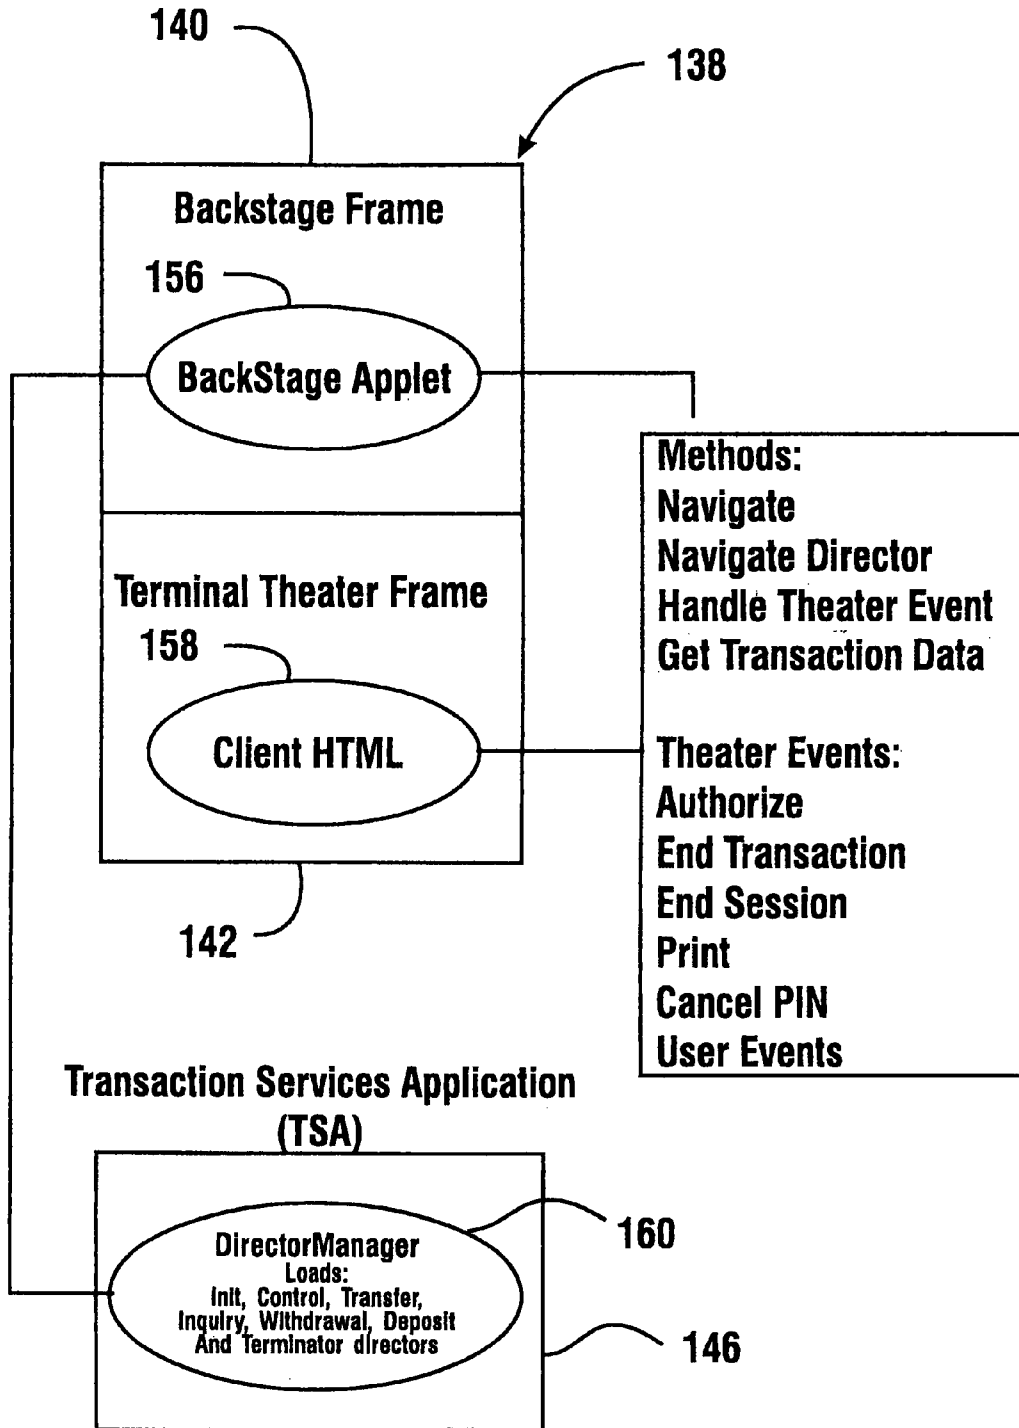 140
138
Backstage Frame
156
BackStage Applet
Methods:
Navigate
Navigate Director
Handle Theater Event
Get Transaction Data
Theater Events:
Authorize
End Transaction
End Session
Print
Cancel PIN
User Events
Terminal Theater Frame
158
Client HTML
142
Transaction Services Application
(TSA)
DirectorManager
Loads:
Init, Control, Transfer,
Inquiry, Withdrawal, Deposit
And Terminator directors
160
146